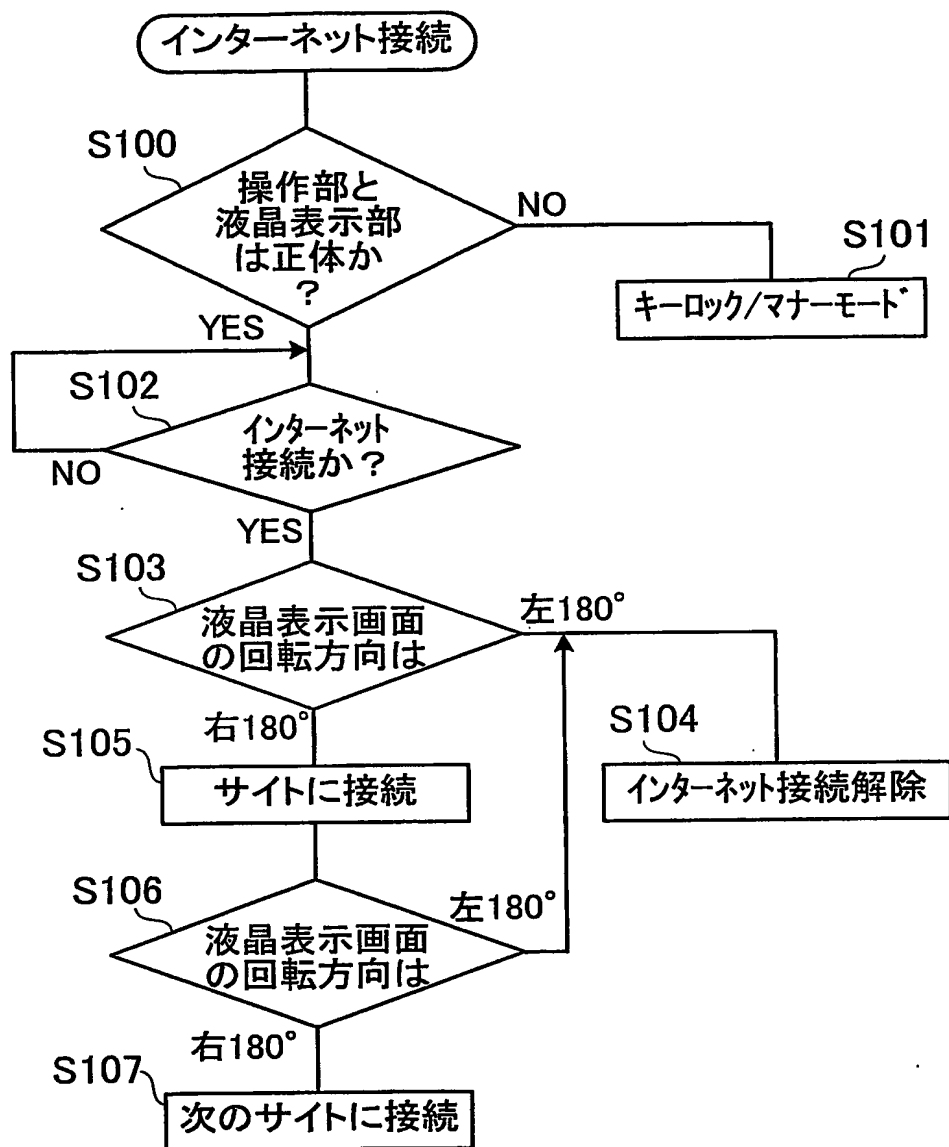 インターネット接続
S100
操作部と
液晶表示部
は正体か
?
NO
S101
キーロック/マナーモード
YES
S102
インターネット
接続か?
NO
YES
S103
液晶表示画面
の回転方向は
左180°
右180°
S104
インターネット接続解除
S105
サイトに接続
S106
液晶表示画面
の回転方向は
左180°
右180°
S107
次のサイトに接続